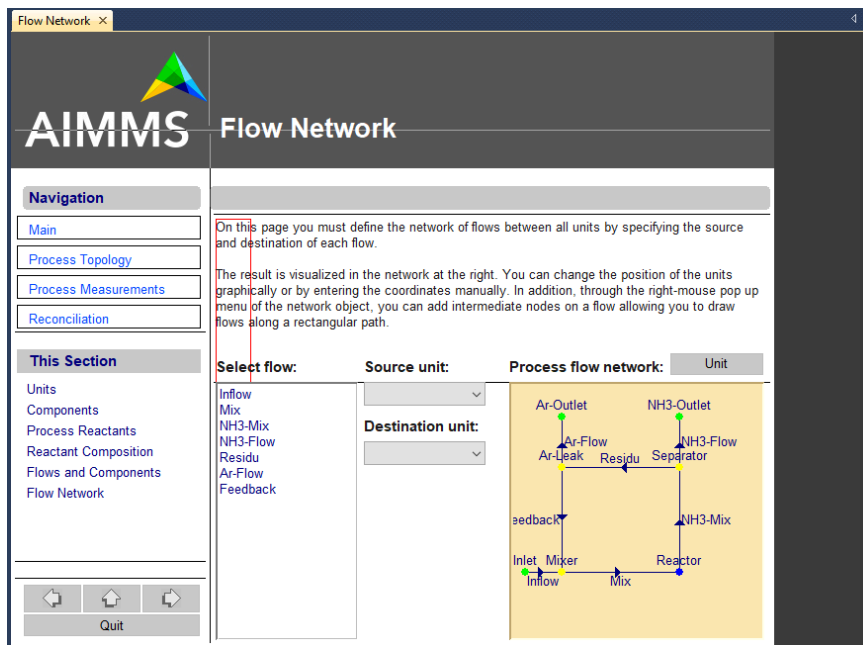 Flow Network
AIMMS
Flow Network
Navigation
Main
Process Topology
Process Measurements
Reconciliation
This Section
Units
Components
Process Reactants
Reactant Composition
Flows and Components
Flow Network
Quit
On this page you must define the network of flows between all units by specifying the source
and destination of each flow.
The result is visualized in the network at the right. You can change the position of the units
graphically or by entering the coordinates manually. In addition, through the right-mouse pop up
menu of the network object, you can add intermediate nodes on a flow allowing you to draw
flows along a rectangular path.
Select flow:
Inflow
Mix
NH3-Mix
NH3-Flow
Residu
Ar-Flow
Feedback
Source unit:
Destination unit:
Process flow network:
Unit
Ar-Outlet NH3-Outlet
Ar-Flow NH3-Flow
Ar-Leak Residu Separator
eedback NH3-Mix
Inlet Mixer Reactor
Inflow Mix